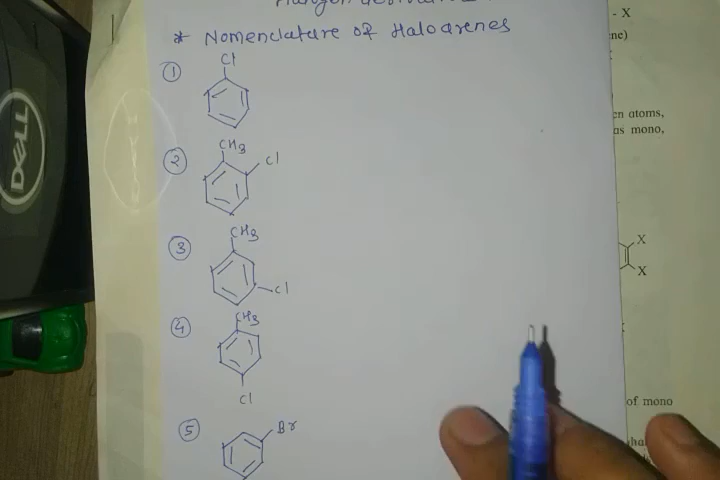 * Nomenclature of Haloarenes
1 Cl
2 CH3 Cl
3 CH3 Cl
4 CH3
Cl
5 Br
DELL
- X
en atoms,
as mono,
X
X
of mono